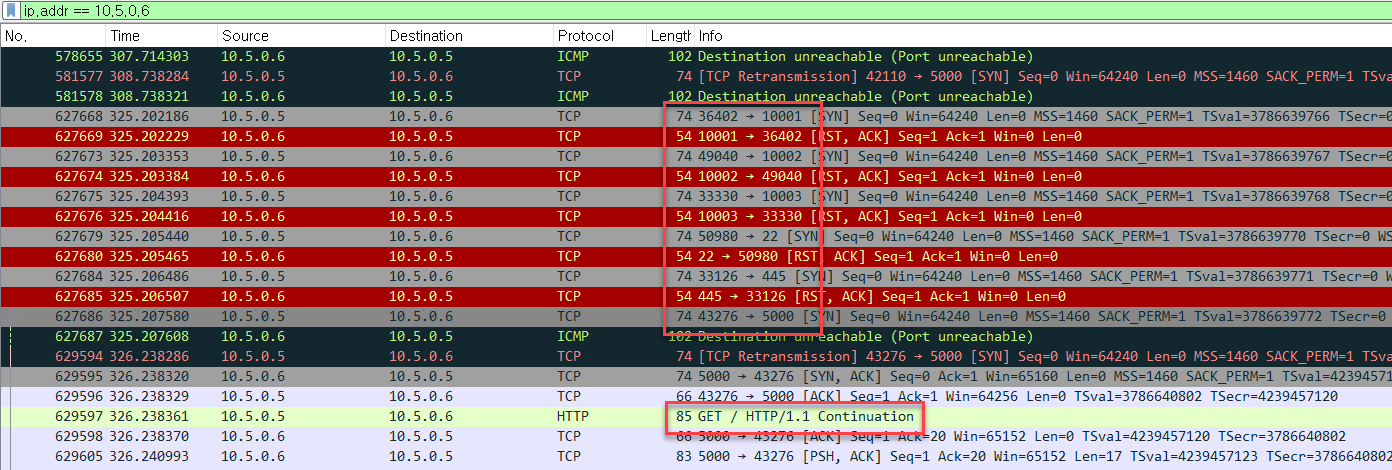 ip.addr == 10.5.0.6
No. Time Source Destination Protocol Length Info
578655 307.714303 10.5.0.6 10.5.0.5 ICMP 102 Destination unreachable (Port unreachable)
581577 308.738284 10.5.0.5 10.5.0.6 TCP 74 [TCP Retransmission] 42110 → 5000 [SYN] Seq=0 Win=64240 Len=0 MSS=1460 SACK_PERM=1 TSva
581578 308.738321 10.5.0.6 10.5.0.5 ICMP 102 Destination unreachable (Port unreachable)
627668 325.202186 10.5.0.5 10.5.0.6 TCP 74 36402 → 10001 [SYN] Seq=0 Win=64240 Len=0 MSS=1460 SACK_PERM=1 TSval=3786639766 TSecr=0
627669 325.202229 10.5.0.6 10.5.0.5 TCP 54 10001 → 36402 [RST, ACK] Seq=1 Ack=1 Win=0 Len=0
627673 325.203353 10.5.0.5 10.5.0.6 TCP 74 49040 → 10002 [SYN] Seq=0 Win=64240 Len=0 MSS=1460 SACK_PERM=1 TSval=3786639767 TSecr=0
627674 325.203384 10.5.0.6 10.5.0.5 TCP 54 10002 → 49040 [RST, ACK] Seq=1 Ack=1 Win=0 Len=0
627675 325.204393 10.5.0.5 10.5.0.6 TCP 74 33330 → 10003 [SYN] Seq=0 Win=64240 Len=0 MSS=1460 SACK_PERM=1 TSval=3786639768 TSecr=0
627676 325.204416 10.5.0.6 10.5.0.5 TCP 54 10003 → 33330 [RST, ACK] Seq=1 Ack=1 Win=0 Len=0
627679 325.205440 10.5.0.5 10.5.0.6 TCP 74 50980 → 22 [SYN] Seq=0 Win=64240 Len=0 MSS=1460 SACK_PERM=1 TSval=3786639770 TSecr=0 WS
627680 325.205465 10.5.0.6 10.5.0.5 TCP 54 22 → 50980 [RST, ACK] Seq=1 Ack=1 Win=0 Len=0
627684 325.206486 10.5.0.5 10.5.0.6 TCP 74 33126 → 445 [SYN] Seq=0 Win=64240 Len=0 MSS=1460 SACK_PERM=1 TSval=3786639771 TSecr=0 W
627685 325.206507 10.5.0.6 10.5.0.5 TCP 54 445 → 33126 [RST, ACK] Seq=1 Ack=1 Win=0 Len=0
627686 325.207580 10.5.0.5 10.5.0.6 TCP 74 43276 → 5000 [SYN] Seq=0 Win=64240 Len=0 MSS=1460 SACK_PERM=1 TSval=3786639772 TSecr=0
627687 325.207608 10.5.0.6 10.5.0.5 ICMP 102 Destination unreachable (Port unreachable)
629594 326.238286 10.5.0.5 10.5.0.6 TCP 74 [TCP Retransmission] 43276 → 5000 [SYN] Seq=0 Win=64240 Len=0 MSS=1460 SACK_PERM=1 TSva
629595 326.238320 10.5.0.6 10.5.0.5 TCP 74 5000 → 43276 [SYN, ACK] Seq=0 Ack=1 Win=65160 Len=0 MSS=1460 SACK_PERM=1 TSval=42394571
629596 326.238329 10.5.0.5 10.5.0.6 TCP 66 43276 → 5000 [ACK] Seq=1 Ack=1 Win=64256 Len=0 TSval=3786640802 TSecr=4239457120
629597 326.238361 10.5.0.5 10.5.0.6 HTTP 85 GET / HTTP/1.1 Continuation
629598 326.238370 10.5.0.6 10.5.0.5 TCP 66 5000 → 43276 [ACK] Seq=1 Ack=20 Win=65152 Len=0 TSval=4239457120 TSecr=3786640802
629605 326.240993 10.5.0.6 10.5.0.5 TCP 83 5000 → 43276 [PSH, ACK] Seq=1 Ack=20 Win=65152 Len=17 TSval=4239457123 TSecr=3786640802